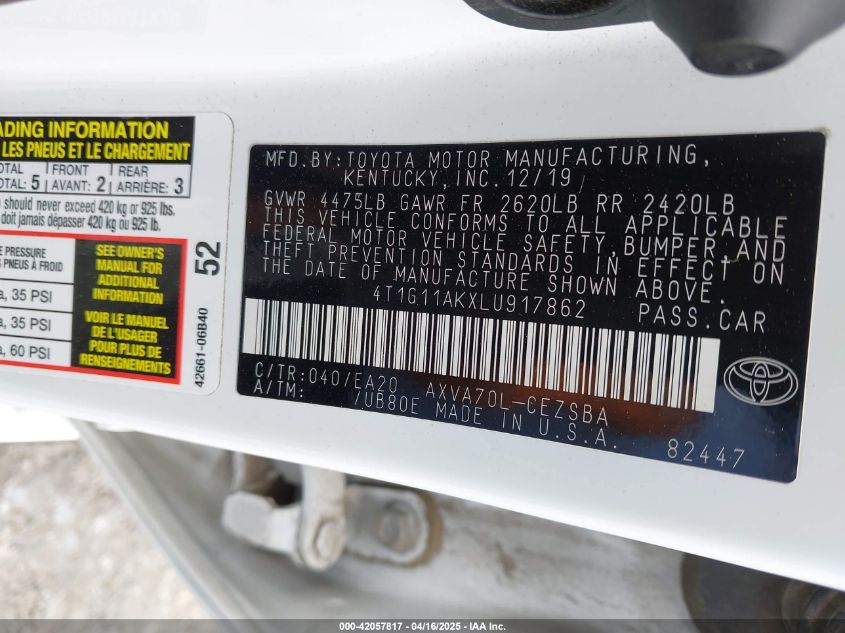 ADING INFORMATION
LES PNEUS ET LE CHARGEMENT
OTAL FRONT REAR
OTAL: 5 AVANT: 2 ARRIÈRE: 3
should never exceed 420 kg or 925 lbs.
doit jamais dépasser 420 kg ou 925 lb.
PRESSURE
PNEUS À FROID
a, 35 PSI
a, 35 PSI
a, 60 PSI
SEE OWNER'S
MANUAL FOR
ADDITIONAL
INFORMATION
VOIR LE MANUEL
DE L'USAGER
POUR PLUS DE
RENSEIGNEMENTS
52
42661-06B40
MFD.BY:TOYOTA MOTOR MANUFACTURING,
KENTUCKY,INC.12/19
GVWR 4475LB GAWR FR 2620LB RR 2420LB
THIS VEHICLE CONFORMS TO ALL APPLICABLE
FEDERAL MOTOR VEHICLE SAFETY,BUMPER,AND
THEFT PREVENTION STANDARDS IN EFFECT ON
THE DATE OF MANUFACTURE SHOWN ABOVE.
4T1G11AKXLU917862 PASS.CAR
C/TR:040/EA20 AXVA70L-CEZSBA
A/TM: /UB80E MADE IN U.S.A.
82447
000-42057817 - 04/16/2025 - IAA Inc.